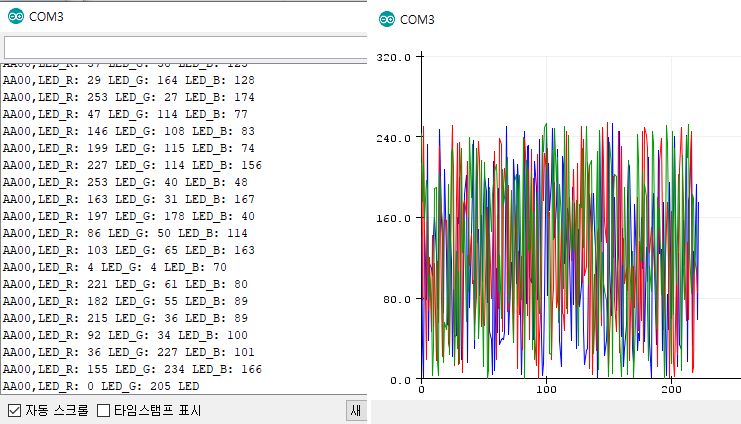 COM3
AA00,LED_R: 29 LED_G: 164 LED_B: 128
AA00,LED_R: 253 LED_G: 27 LED_B: 174
AA00,LED_R: 47 LED_G: 114 LED_B: 77
AA00,LED_R: 146 LED_G: 108 LED_B: 83
AA00,LED_R: 199 LED_G: 115 LED_B: 74
AA00,LED_R: 227 LED_G: 114 LED_B: 156
AA00,LED_R: 253 LED_G: 40 LED_B: 48
AA00,LED_R: 163 LED_G: 31 LED_B: 167
AA00,LED_R: 197 LED_G: 178 LED_B: 40
AA00,LED_R: 86 LED_G: 50 LED_B: 114
AA00,LED_R: 103 LED_G: 65 LED_B: 163
AA00,LED_R: 4 LED_G: 4 LED_B: 70
AA00,LED_R: 221 LED_G: 61 LED_B: 80
AA00,LED_R: 182 LED_G: 55 LED_B: 89
AA00,LED_R: 215 LED_G: 36 LED_B: 89
AA00,LED_R: 92 LED_G: 34 LED_B: 100
AA00,LED_R: 36 LED_G: 227 LED_B: 101
AA00,LED_R: 155 LED_G: 234 LED_B: 166
AA00,LED_R: 0 LED_G: 205 LED
자동 스크롤 타임스탬프 표시 새
COM3
320.0
240.0
160.0
80.0
0.0
0 100 200